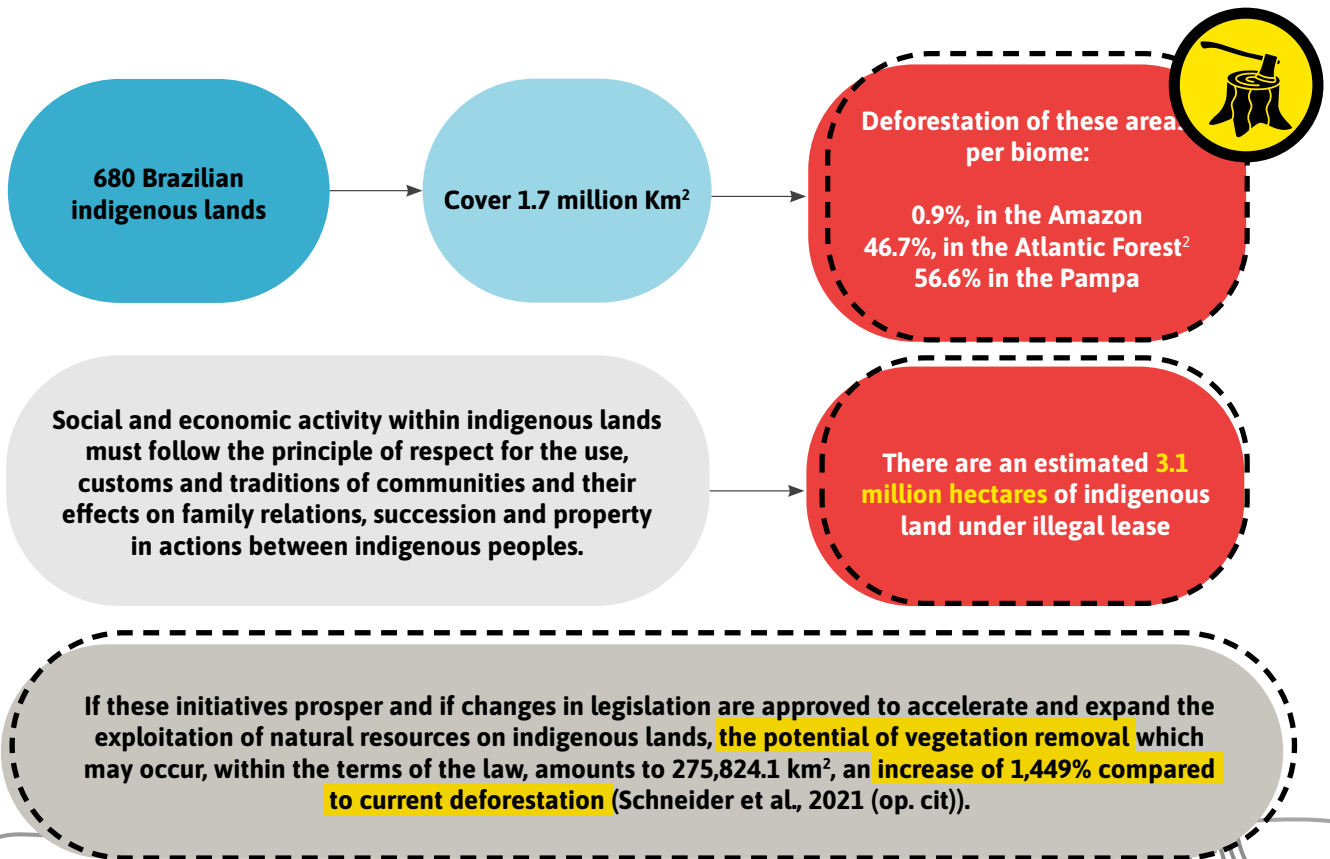 680 Brazilian
indigenous lands
Cover 1.7 million Km²
Deforestation of these area
per biome:
0.9%, in the Amazon
46.7%, in the Atlantic Forest²
56.6% in the Pampa
Social and economic activity within indigenous lands
must follow the principle of respect for the use,
customs and traditions of communities and their
effects on family relations, succession and property
in actions between indigenous peoples.
There are an estimated 3.1
million hectares of indigenous
land under illegal lease
If these initiatives prosper and if changes in legislation are approved to accelerate and expand the
exploitation of natural resources on indigenous lands, the potential of vegetation removal which
may occur, within the terms of the law, amounts to 275,824.1 km², an increase of 1,449% compared
to current deforestation (Schneider et al., 2021 (op. cit)).